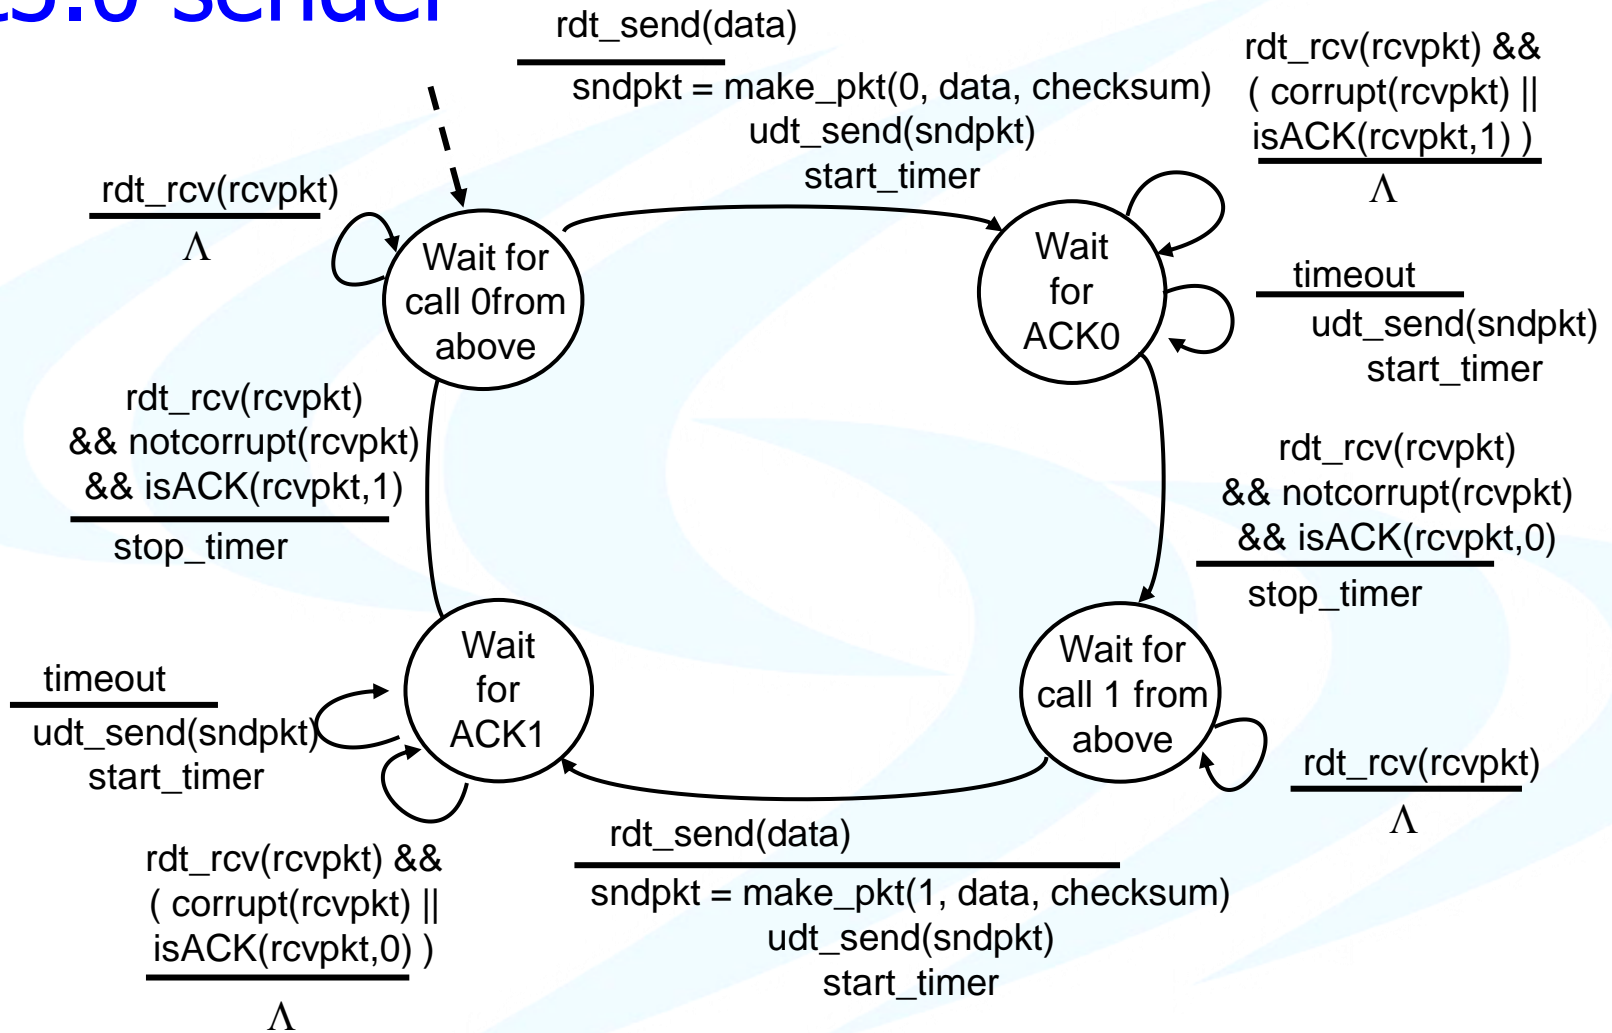 sender
rdt_send(data)
sndpkt = make_pkt(0, data, checksum)
udt_send(sndpkt)
start_timer
rdt_rcv(rcvpkt) &&
( corrupt(rcvpkt) ||
isACK(rcvpkt,1) )
Λ
rdt_rcv(rcvpkt)
Λ
Wait for
call 0from
above
Wait
for
ACK0
timeout
udt_send(sndpkt)
start_timer
rdt_rcv(rcvpkt)
&& notcorrupt(rcvpkt)
&& isACK(rcvpkt,1)
stop_timer
rdt_rcv(rcvpkt)
&& notcorrupt(rcvpkt)
&& isACK(rcvpkt,0)
stop_timer
Wait
for
ACK1
Wait for
call 1 from
above
timeout
udt_send(sndpkt)
start_timer
rdt_rcv(rcvpkt)
Λ
rdt_rcv(rcvpkt) &&
( corrupt(rcvpkt) ||
isACK(rcvpkt,0) )
Λ
rdt_send(data)
sndpkt = make_pkt(1, data, checksum)
udt_send(sndpkt)
start_timer